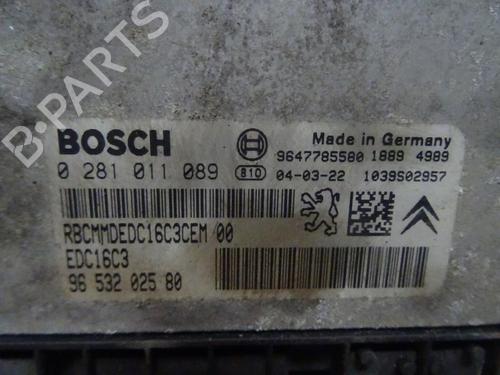 B-PARTS
BOSCH
Made in Germany
9647785580 1889 4989
0 281 011 089 810 04-03-22 1039S02957
RBCMMDEDC16C3CEM 00
EDC16C3
96 532 025 80